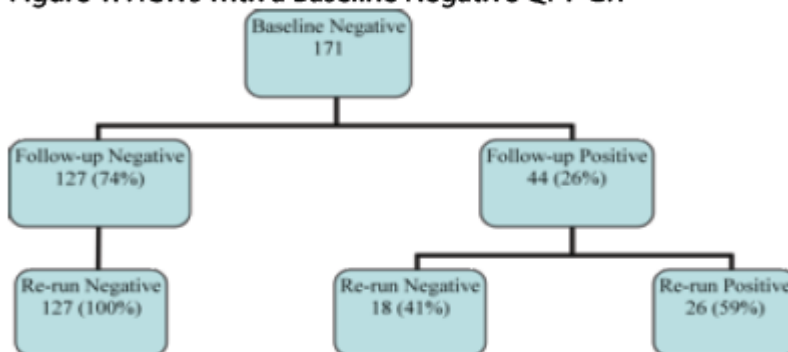 Baseline Negative
171
Follow-up Negative
127 (74%)
Follow-up Positive
44 (26%)
Re-run Negative
127 (100%)
Re-run Negative
18 (41%)
Re-run Positive
26 (59%)